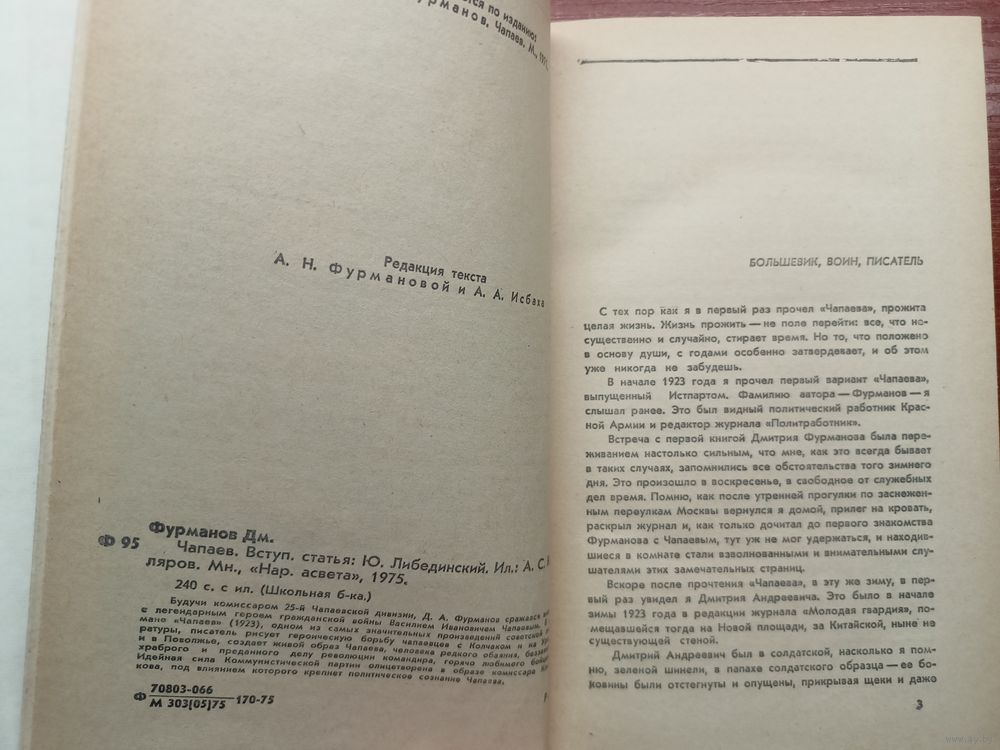 тся по изданию:
Фурманов. Чапаев. М.,
Редакция текста
А. Н. Фурмановой и А. А. Исбаха
Ф 95
Фурманов Дм.
Чапаев. Вступ. статья: Ю. Либединский. Ил.: А. С.
ляров. Мн., «Нар. асвета», 1975.
240 с. с ил. (Школьная б-ка.)
Будучи комиссаром 25-й Чапаевской дивизии, Д. А. Фурманов сражался
с легендарным героем гражданской войны Василием Ивановичем Чапаевым.
мане «Чапаев» (1923), одном из самых значительных произведений советской
ратуры, писатель рисует героическую борьбу чапаевцев с Колчаком и на
и в Поволжье, создает живой образ Чапаева, человека редкого обаяния,
храброго и преданного делу революции командира, горячо любимого
Идейная сила Коммунистической партии олицетворена в образе комиссара
кова, под влиянием которого крепнет политическое сознание Чапаева.
Ф 70803-066
М 303(05)75 170-75
БОЛЬШЕВИК, ВОИН, ПИСАТЕЛЬ
С тех пор как я в первый раз прочел «Чапаева», прожита
целая жизнь. Жизнь прожить — не поле перейти: все, что не-
существенно и случайно, стирает время. Но то, что положено
в основу души, с годами особенно затвердевает, и об этом
уже никогда не забудешь.
В начале 1923 года я прочел первый вариант «Чапаева»,
выпущенный Истпартом. Фамилию автора — Фурманов — я
слышал ранее. Это был видный политический работник Крас-
ной Армии и редактор журнала «Политработник».
Встреча с первой книгой Дмитрия Фурманова была пере-
живанием настолько сильным, что мне, как это всегда бывает
в таких случаях, запомнились все обстоятельства того зимнего
дня. Это произошло в воскресенье, в свободное от служебных
дел время. Помню, как после утренней прогулки по заснежен-
ным переулкам Москвы вернулся я домой, прилег на кровать,
раскрыл журнал и, как только дочитал до первого знакомства
Фурманова с Чапаевым, тут уж не мог удержаться, и находив-
шиеся в комнате стали взволнованными и внимательными слу-
шателями этих замечательных страниц.
Вскоре после прочтения «Чапаева», в эту же зиму, в пер-
вый раз увидел я Дмитрия Андреевича. Это было в начале
зимы 1923 года в редакции журнала «Молодая гвардия», по-
мещавшейся тогда на Новой площади, за Китайской, ныне не
существующей стеной.
Дмитрий Андреевич был в солдатской, насколько я пом-
ню, зеленой шинели, в папахе солдатского образца — ее бо-
ковины были отстегнуты и опущены, прикрывая щеки и даже
3